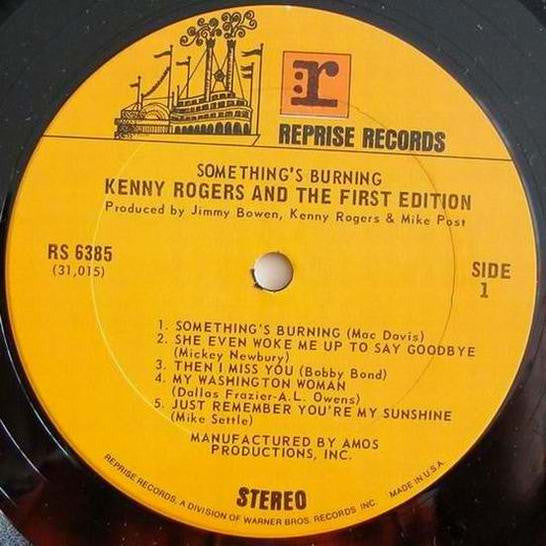 r
REPRISE RECORDS
SOMETHING'S BURNING
KENNY ROGERS AND THE FIRST EDITION
Produced by Jimmy Bowen, Kenny Rogers & Mike Post
RS 6385
(31,015)
SIDE
1
1. SOMETHING'S BURNING (Mac Davis)
2. SHE EVEN WOKE ME UP TO SAY GOODBYE
(Mickey Newbury)
3. THEN I MISS YOU (Bobby Bond)
4. MY WASHINGTON WOMAN
(Dallas Frazier-A.L. Owens)
5. JUST REMEMBER YOU'RE MY SUNSHINE
(Mike Settle)
MANUFACTURED BY AMOS
PRODUCTIONS, INC.
STEREO
REPRISE RECORDS, A DIVISION OF WARNER BROS. RECORDS INC. MADE IN U.S.A.